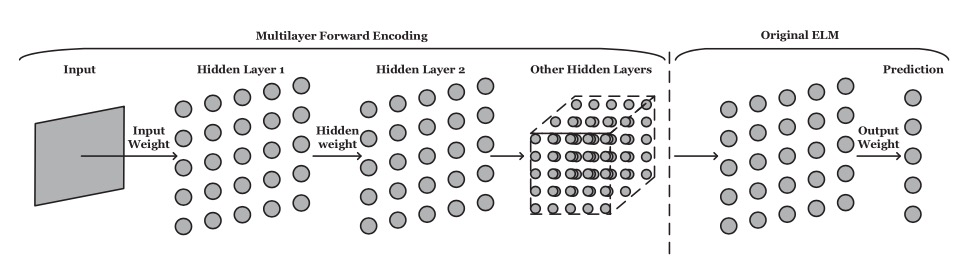 Multilayer Forward Encoding
Original ELM
Input
Hidden Layer 1
Hidden Layer 2
Other Hidden Layers
Prediction
Input
Weight
Hidden
weight
Output
Weight